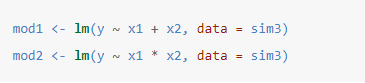 mod1 <- lm(y ~ x1 + x2, data = sim3)
mod2 <- lm(y ~ x1 * x2, data = sim3)